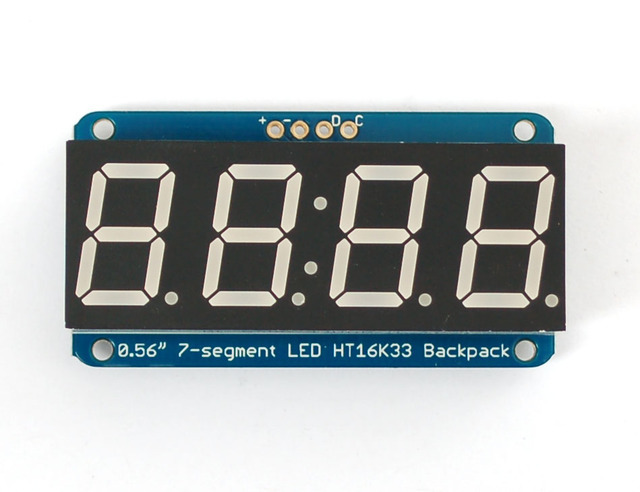 + - D C
0.56” 7-segment LED HT16K33 Backpack